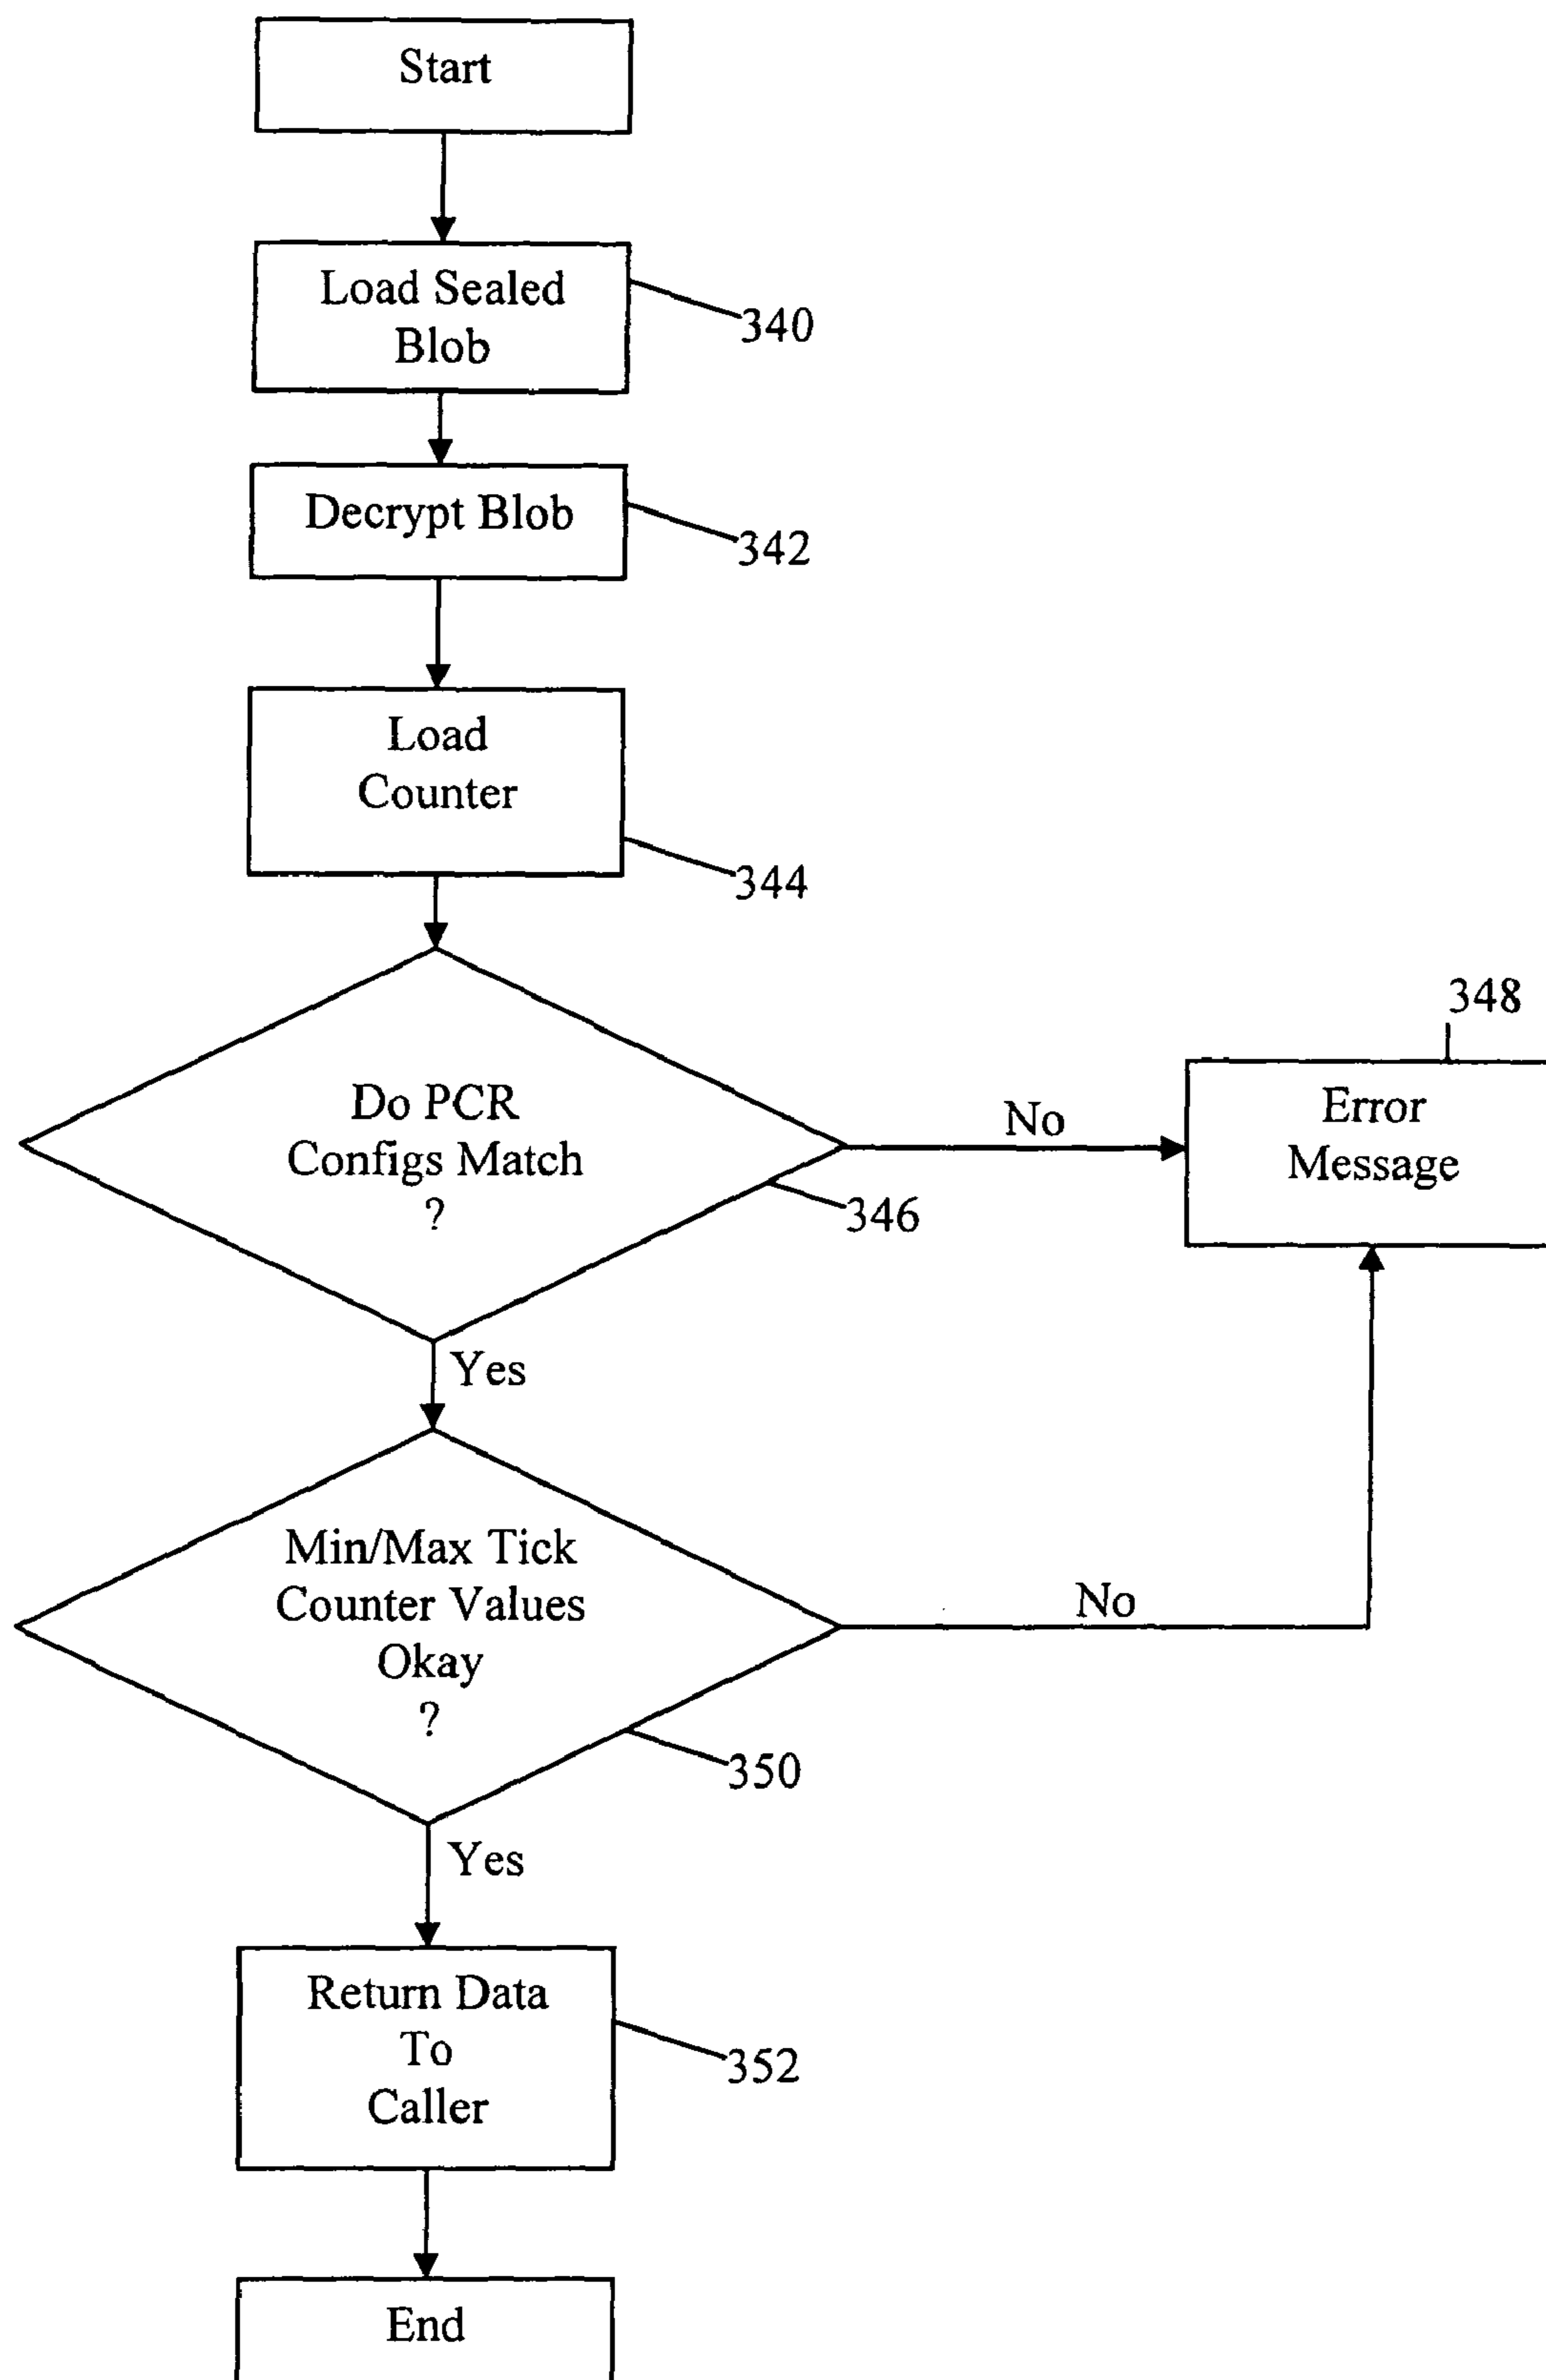 Start
Load Sealed
Blob
340
Decrypt Blob
342
Load
Counter
344
Do PCR
Configs Match
?
346
No
348
Error
Message
Yes
Min/Max Tick
Counter Values
Okay
?
350
No
Yes
Return Data
To
Caller
352
End